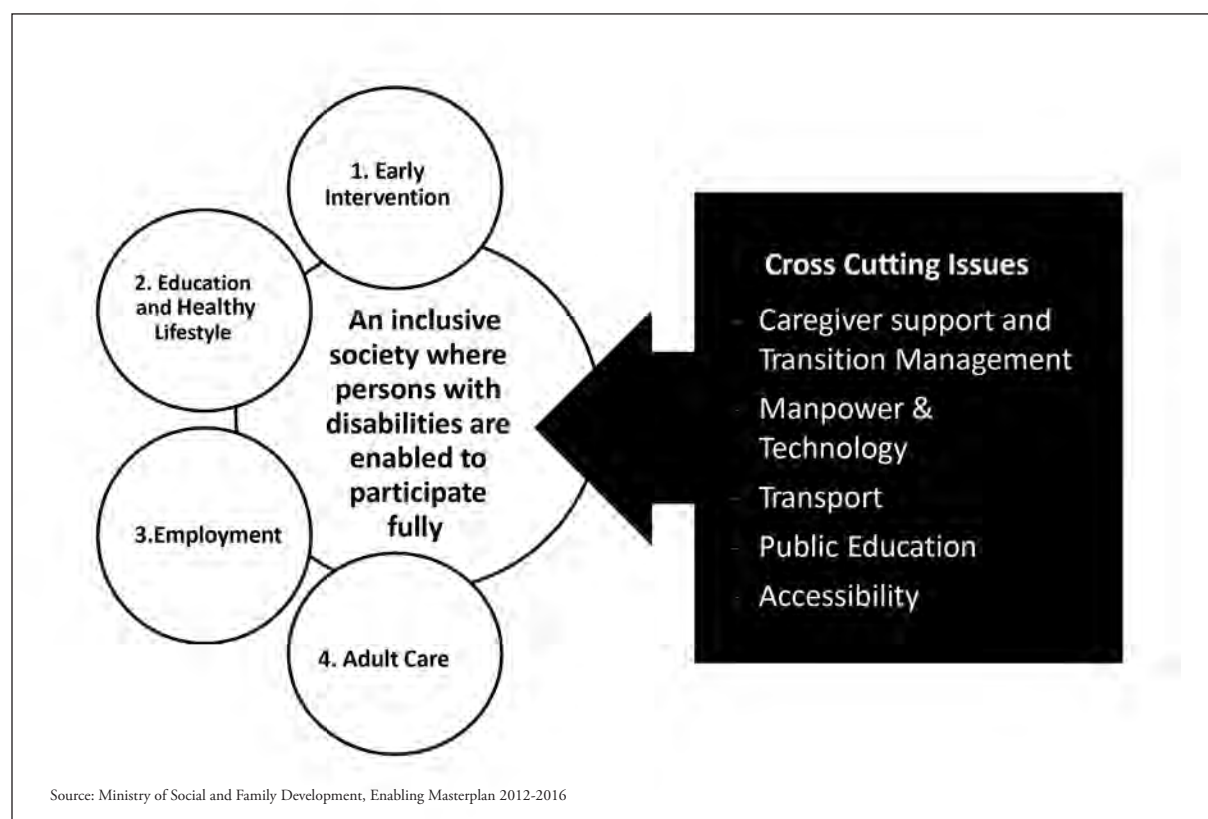 1. Early
Intervention
2. Education
and Healthy
Lifestyle
3.Employment
4. Adult Care
An inclusive
society where
persons with
disabilities are
enabled to
participate
fully
Cross Cutting Issues
- Caregiver support and
Transition Management
- Manpower &
Technology
- Transport
- Public Education
- Accessibility
Source: Ministry of Social and Family Development, Enabling Masterplan 2012-2016